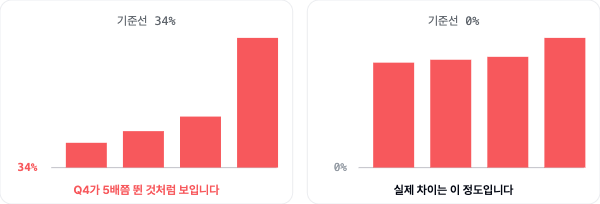 기준선 34%
34%
Q4가 5배쯤 뛴 것처럼 보입니다
기준선 0%
0%
실제 차이는 이 정도입니다